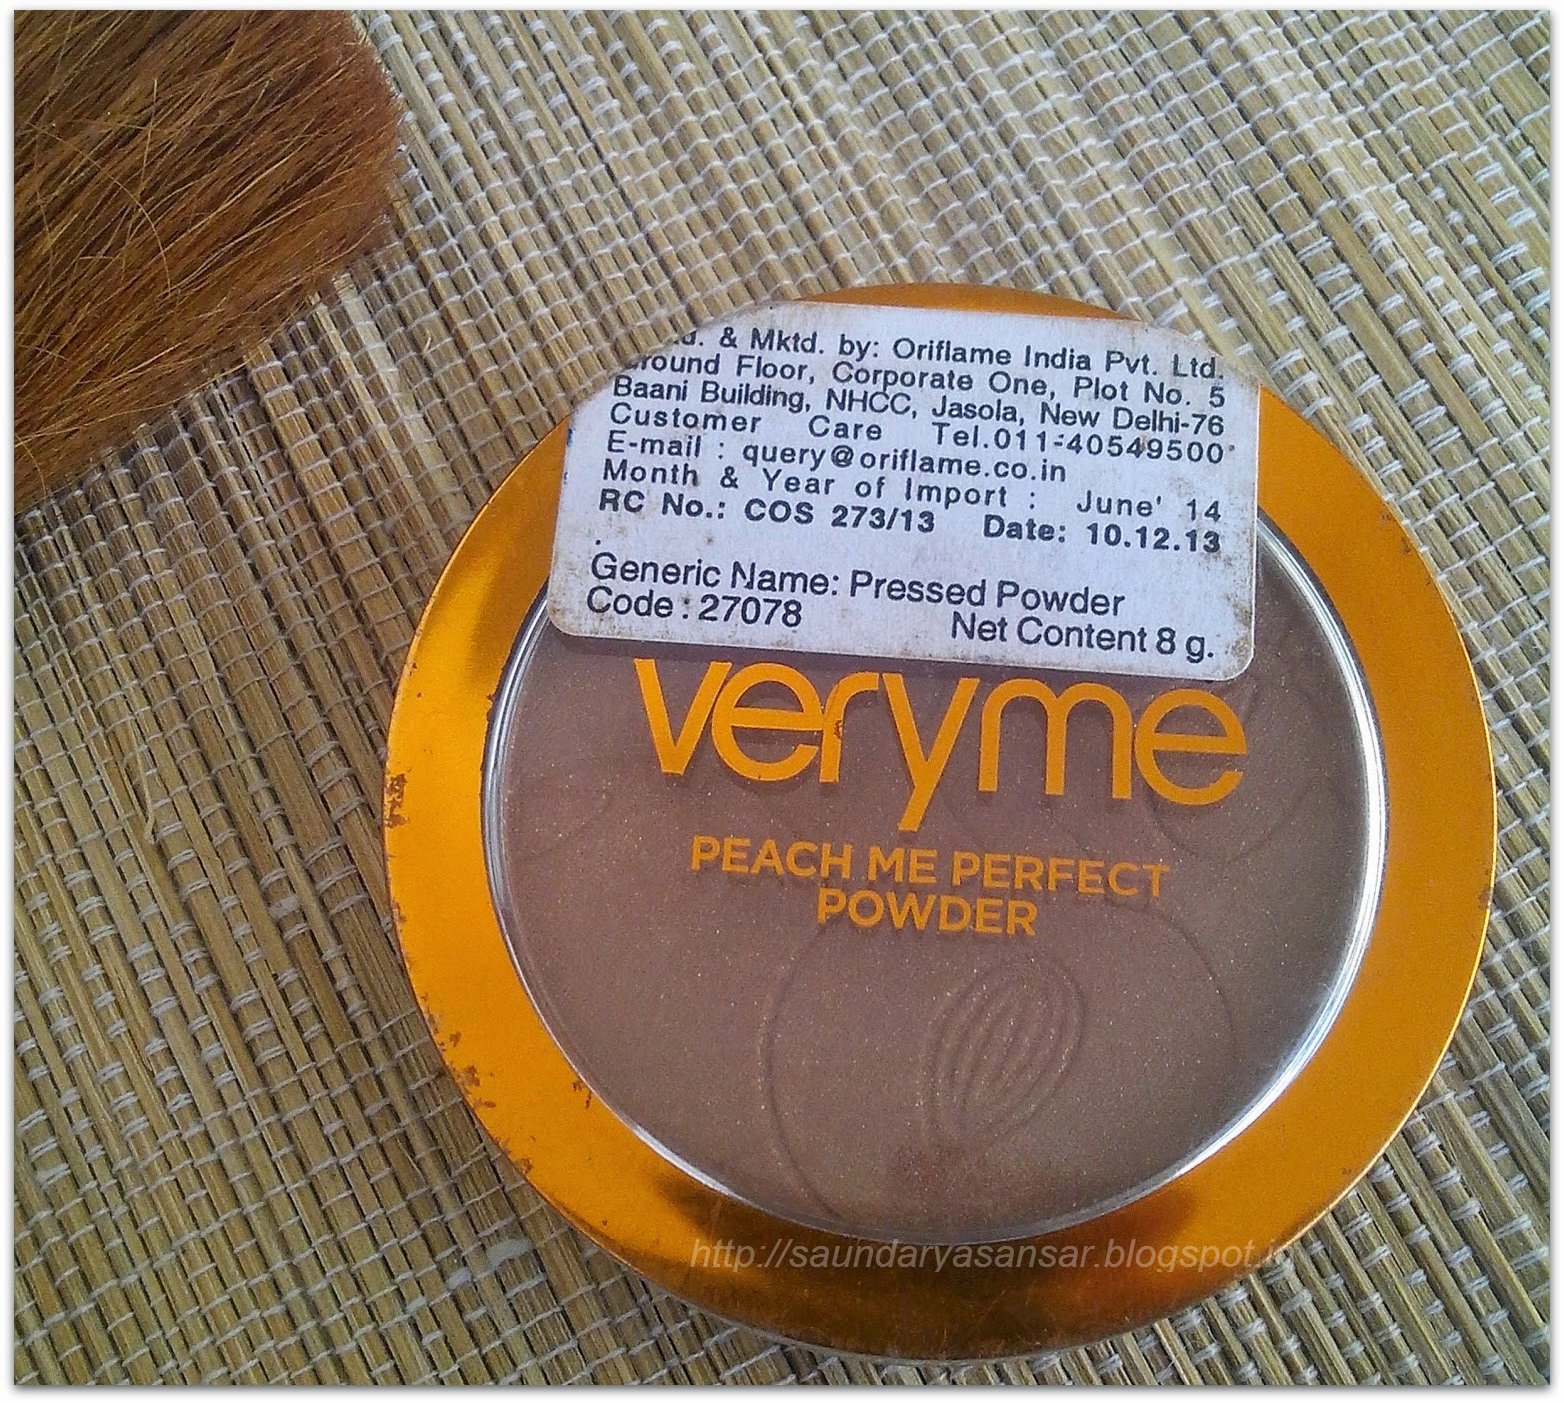 & Mktd. by: Oriflame India Pvt. Ltd.
Floor, Corporate One, Plot No. 5
Baani Building, NHCC, Jasola, New Delhi-76
Customer Care Tel.011-40549500
E-mail : query@oriflame.co.in
Month & Year of Import : June' 14
RC No.: COS 273/13 Date: 10.12.13
Generic Name: Pressed Powder
Code : 27078 Net Content 8 g.
veryme
PEACH ME PERFECT
POWDER
http://saundaryasansar.blogspot.in